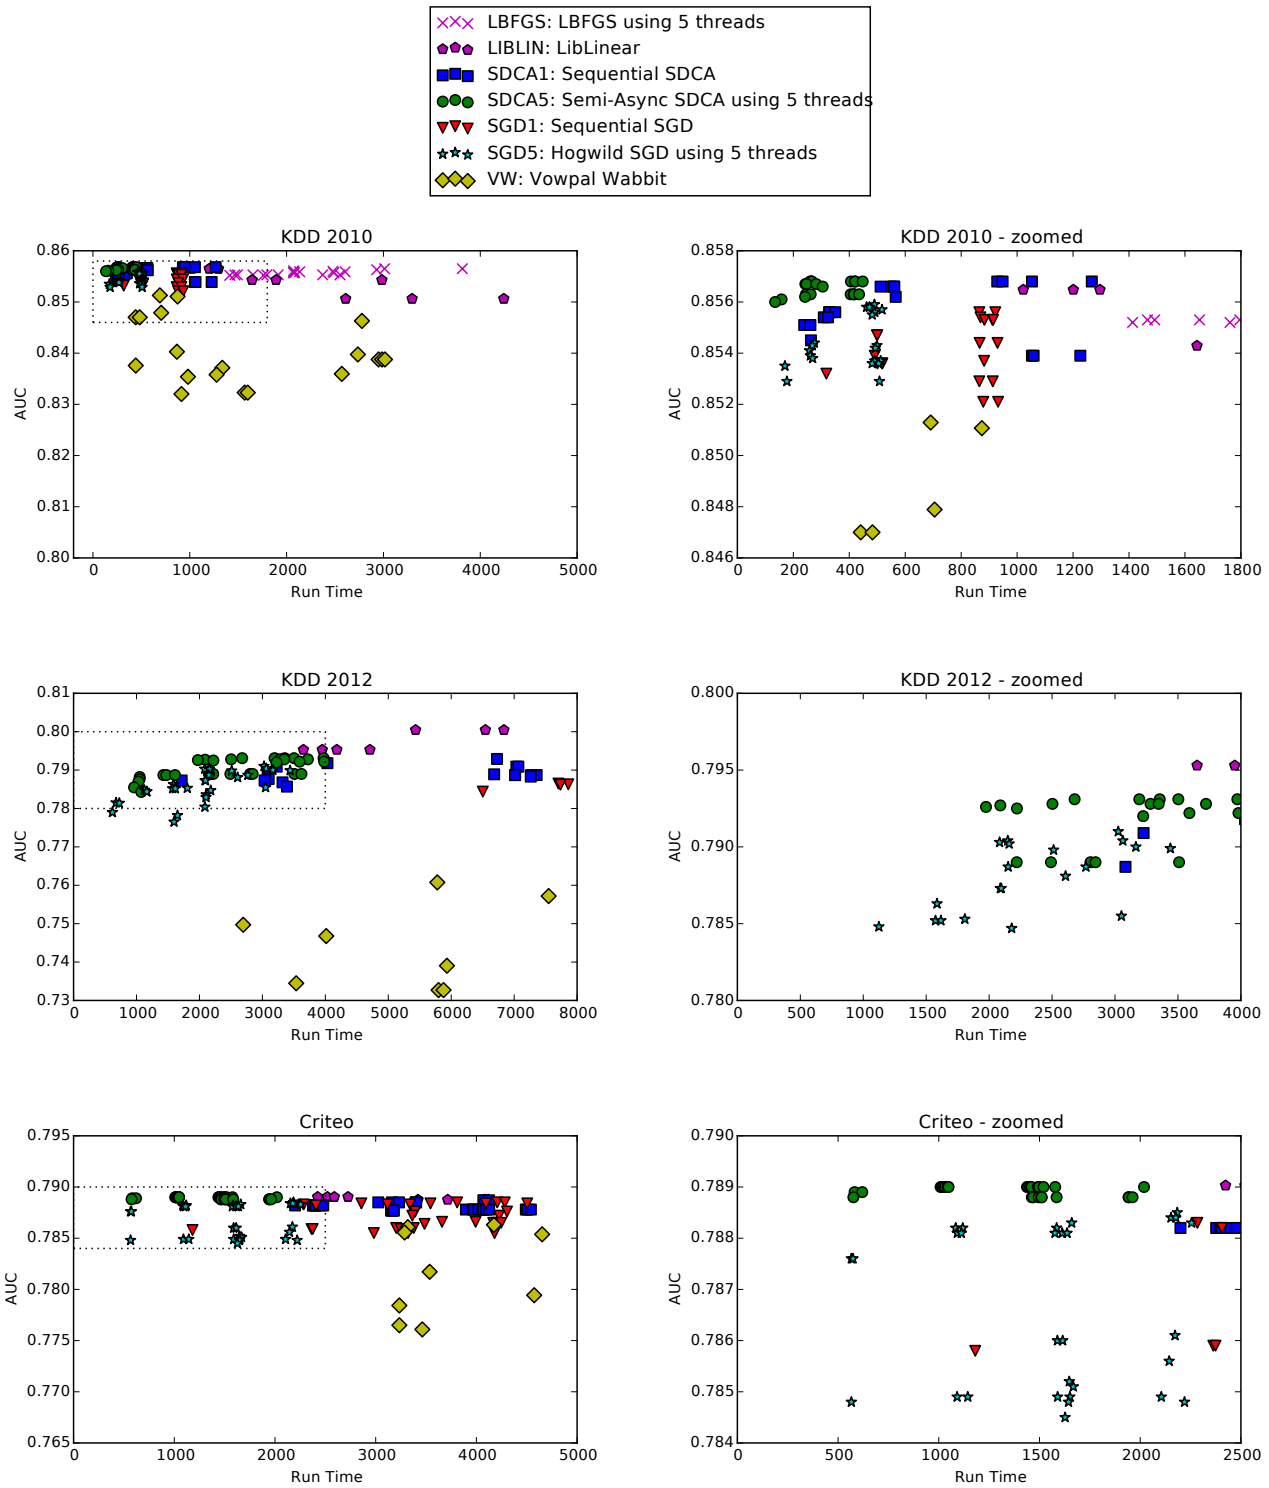 LBFGS: LBFGS using 5 threads
LIBLIN: LibLinear
SDCA1: Sequential SDCA
SDCA5: Semi-Async SDCA using 5 threads
SGD1: Sequential SGD
SGD5: Hogwild SGD using 5 threads
VW: Vowpal Wabbit
KDD 2010
0.86
0.85
0.84
0.83
0.82
0.81
0.80
AUC
0 1000 2000 3000 4000 5000
Run Time
KDD 2010 - zoomed
0.858
0.856
0.854
0.852
0.850
0.848
0.846
AUC
0 200 400 600 800 1000 1200 1400 1600 1800
Run Time
KDD 2012
0.81
0.80
0.79
0.78
0.77
0.76
0.75
0.74
0.73
AUC
0 1000 2000 3000 4000 5000 6000 7000 8000
Run Time
KDD 2012 - zoomed
0.800
0.795
0.790
0.785
0.780
AUC
0 500 1000 1500 2000 2500 3000 3500 4000
Run Time
Criteo
0.795
0.790
0.785
0.780
0.775
0.770
0.765
AUC
0 1000 2000 3000 4000 5000
Run Time
Criteo - zoomed
0.790
0.789
0.788
0.787
0.786
0.785
0.784
AUC
0 500 1000 1500 2000 2500
Run Time